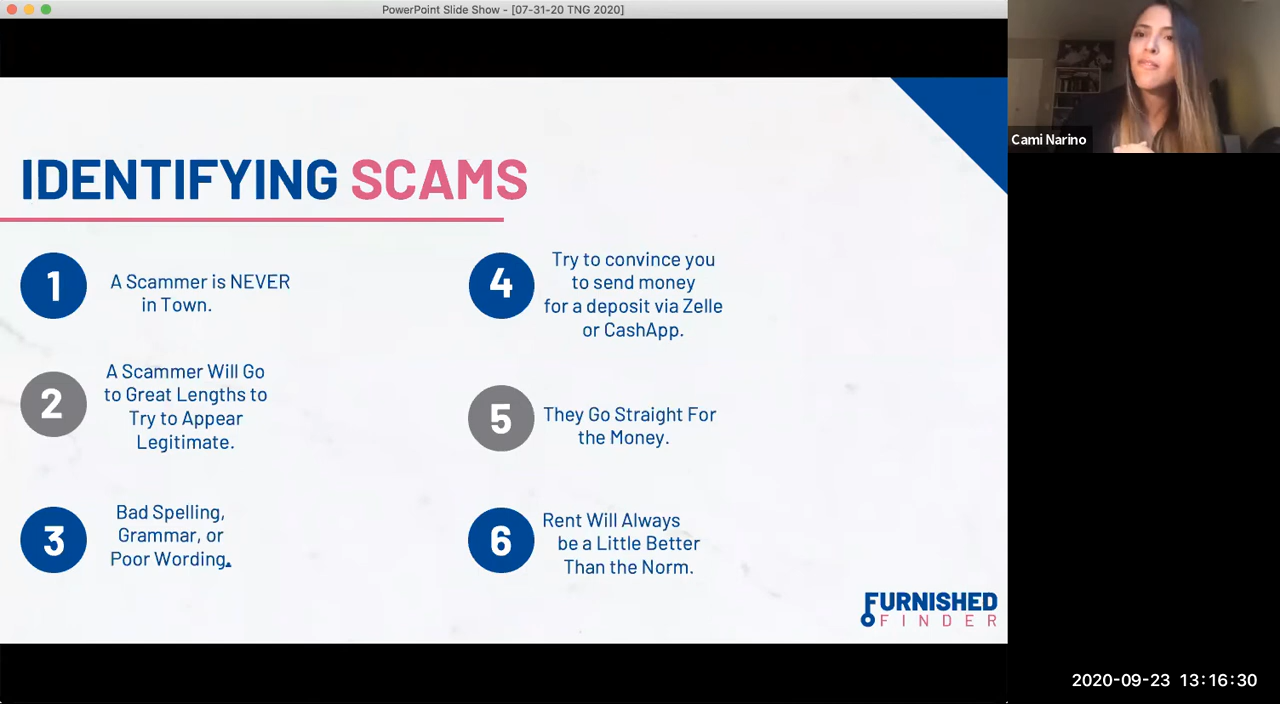 PowerPoint Slide Show - [07-31-20 TNG 2020]
Cami Narino
IDENTIFYING SCAMS
1
A Scammer is NEVER
in Town.
2
A Scammer Will Go
to Great Lengths to
Try to Appear
Legitimate.
3
Bad Spelling,
Grammar, or
Poor Wording.
4
Try to convince you
to send money
for a deposit via Zelle
or CashApp.
5
They Go Straight For
the Money.
6
Rent Will Always
be a Little Better
Than the Norm.
FURNISHED
FINDER
2020-09-23 13:16:30